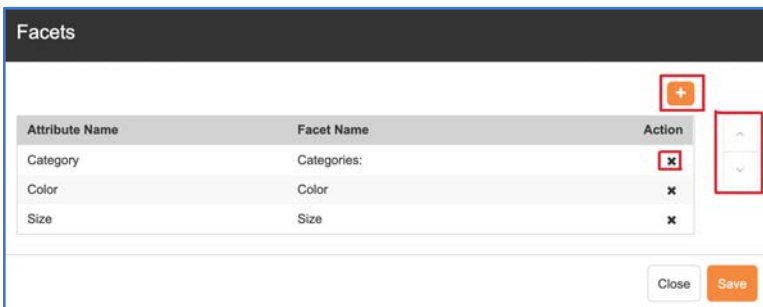 Facets
+
Attribute Name Facet Name Action
Category Categories:
Color Color
Size Size
Close Save